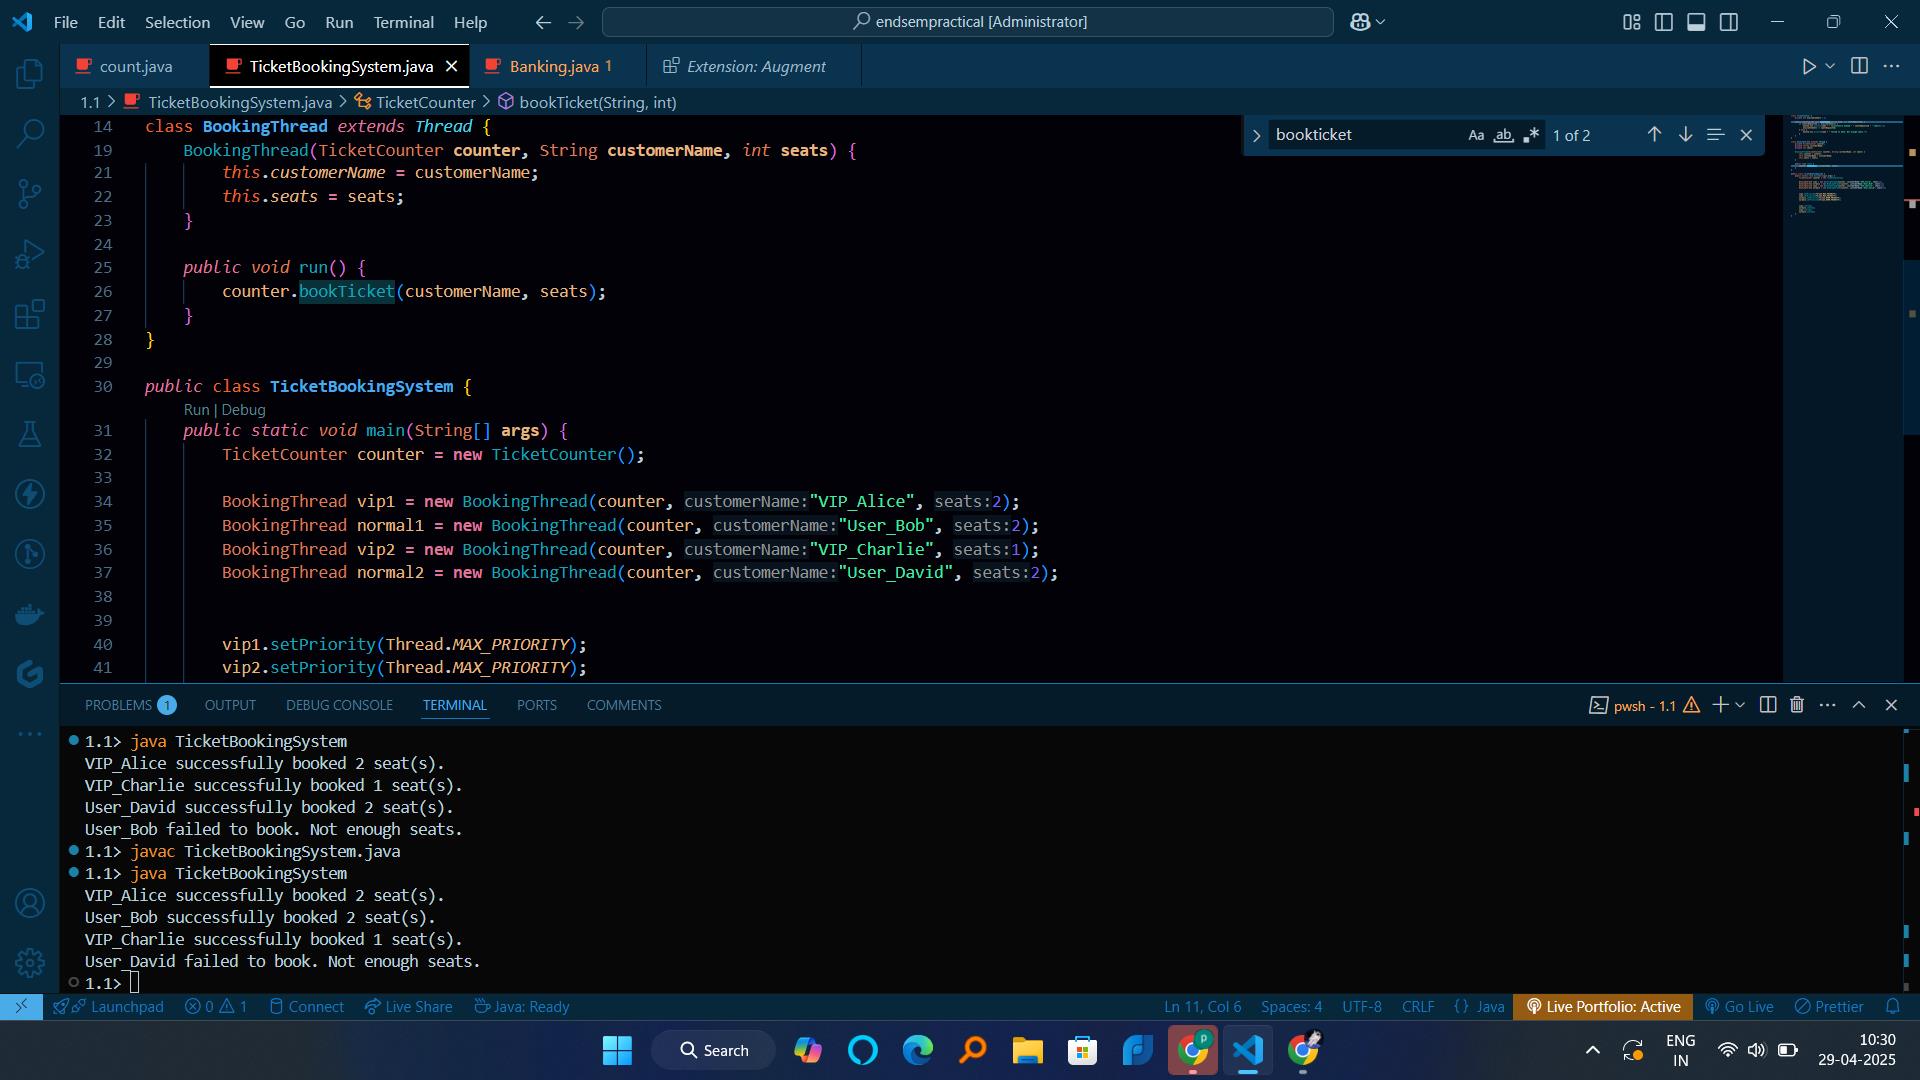 File Edit Selection View Go Run Terminal Help
endsempractical [Administrator]
count.java
TicketBookingSystem.java
Banking.java 1
Extension: Augment
1.1 > TicketBookingSystem.java > TicketCounter > bookTicket(String, int)
bookticket
Aa ab 1 of 2
14 class BookingThread extends Thread {
19 BookingThread(TicketCounter counter, String customerName, int seats) {
21 this.customerName = customerName;
22 this.seats = seats;
23 }
24
25 public void run() {
26 counter.bookTicket(customerName, seats);
27 }
28 }
29
30 public class TicketBookingSystem {
Run | Debug
31 public static void main(String[] args) {
32 TicketCounter counter = new TicketCounter();
33
34 BookingThread vip1 = new BookingThread(counter, customerName:"VIP_Alice", seats:2);
35 BookingThread normal1 = new BookingThread(counter, customerName:"User_Bob", seats:2);
36 BookingThread vip2 = new BookingThread(counter, customerName:"VIP_Charlie", seats:1);
37 BookingThread normal2 = new BookingThread(counter, customerName:"User_David", seats:2);
38
39
40 vip1.setPriority(Thread.MAX_PRIORITY);
41 vip2.setPriority(Thread.MAX_PRIORITY);
PROBLEMS 1 OUTPUT DEBUG CONSOLE TERMINAL PORTS COMMENTS
pwsh - 1.1
1.1> java TicketBookingSystem
VIP_Alice successfully booked 2 seat(s).
VIP_Charlie successfully booked 1 seat(s).
User_David successfully booked 2 seat(s).
User_Bob failed to book. Not enough seats.
1.1> javac TicketBookingSystem.java
1.1> java TicketBookingSystem
VIP_Alice successfully booked 2 seat(s).
User_Bob successfully booked 2 seat(s).
VIP_Charlie successfully booked 1 seat(s).
User_David failed to book. Not enough seats.
1.1>
Launchpad 0 1 Connect Live Share Java: Ready
Ln 11, Col 6 Spaces: 4 UTF-8 CRLF {} Java Live Portfolio: Active Go Live Prettier
Search
ENG
IN
10:30
29-04-2025